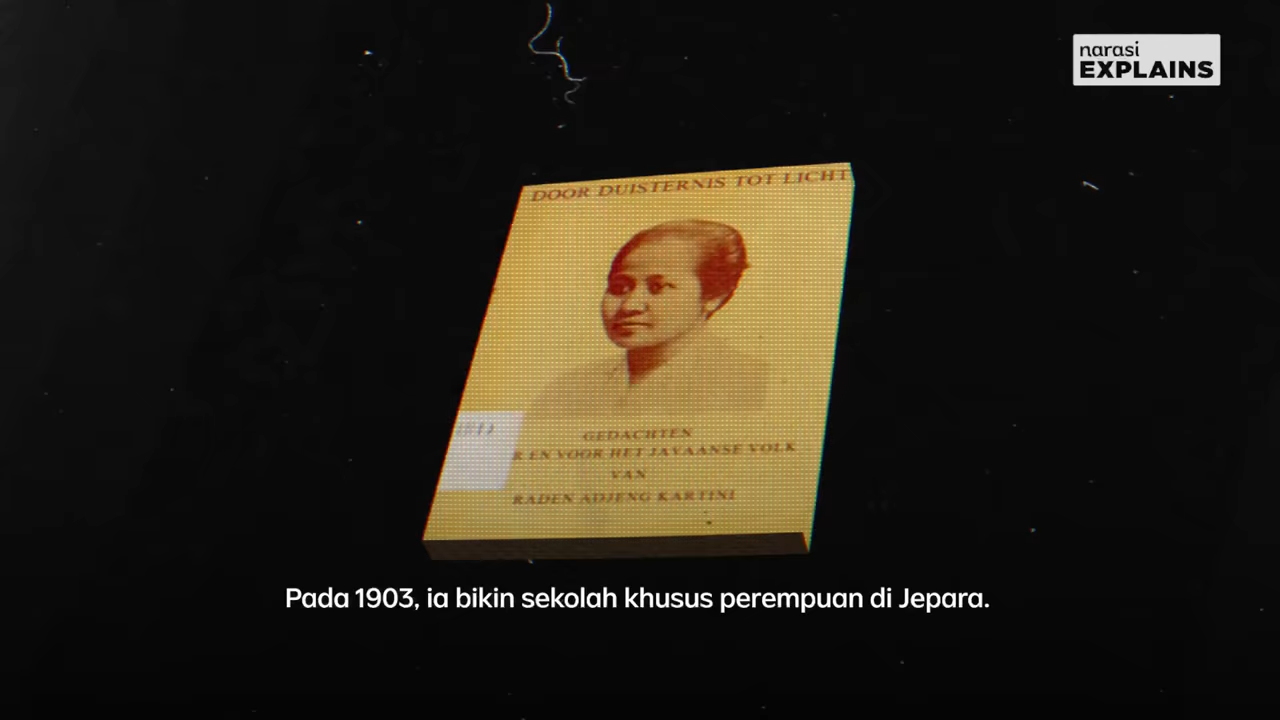 narasi
EXPLAINS
DOOR DUISTERNIS TOT LICHT
GEDACHTEN
R EN VOOR HET JAVAANSE VOLK
VAN
RADEN ADJENG KARTINI
Pada 1903, ia bikin sekolah khusus perempuan di Jepara.